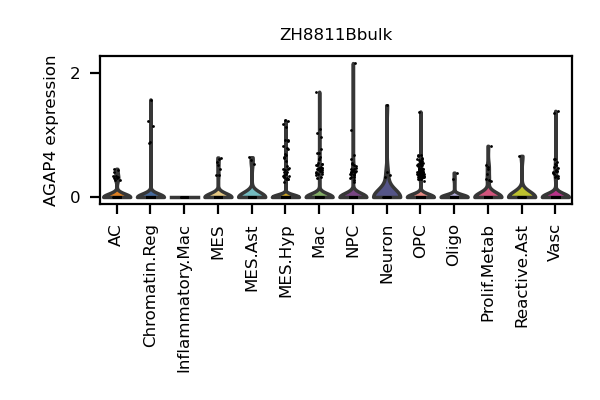 ZH8811Bbulk
AGAP4 expression
2
0
AC
Chromatin.Reg
Inflammatory.Mac
MES
MES.Ast
MES.Hyp
Mac
NPC
Neuron
OPC
Oligo
Prolif.Metab
Reactive.Ast
Vasc